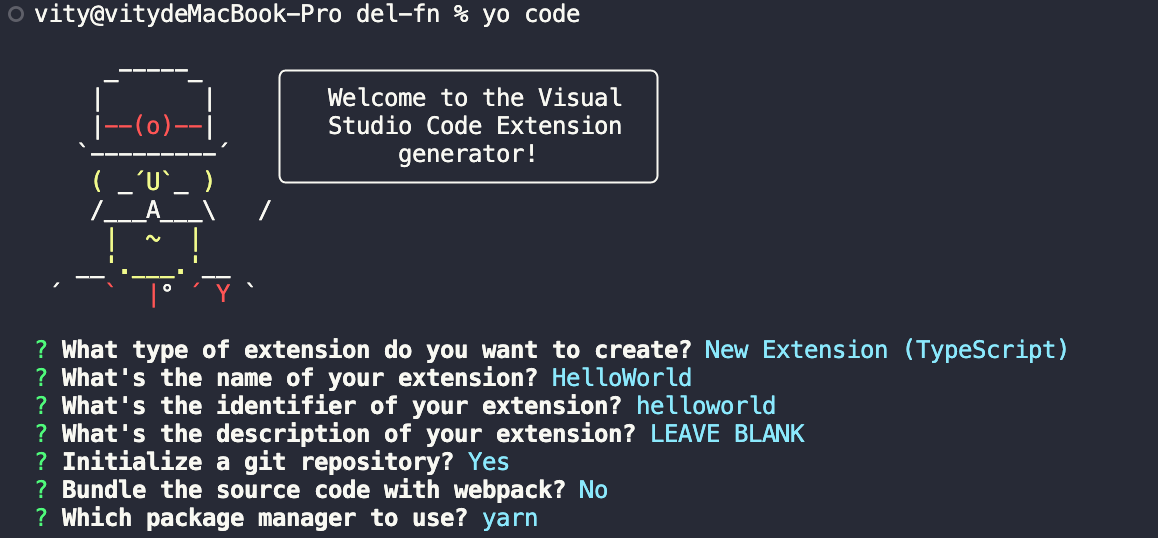 vity@vitydeMacBook-Pro del-fn % yo code
     _-----_
    |       |
    |--(o)--|
   `---------´
    ( _´U`_ )
    /___A___\   /
     |  ~  |
   __'.___.'__
 ´   `  |° ´ Y `
Welcome to the Visual
Studio Code Extension
generator!
? What type of extension do you want to create? New Extension (TypeScript)
? What's the name of your extension? HelloWorld
? What's the identifier of your extension? helloworld
? What's the description of your extension? LEAVE BLANK
? Initialize a git repository? Yes
? Bundle the source code with webpack? No
? Which package manager to use? yarn